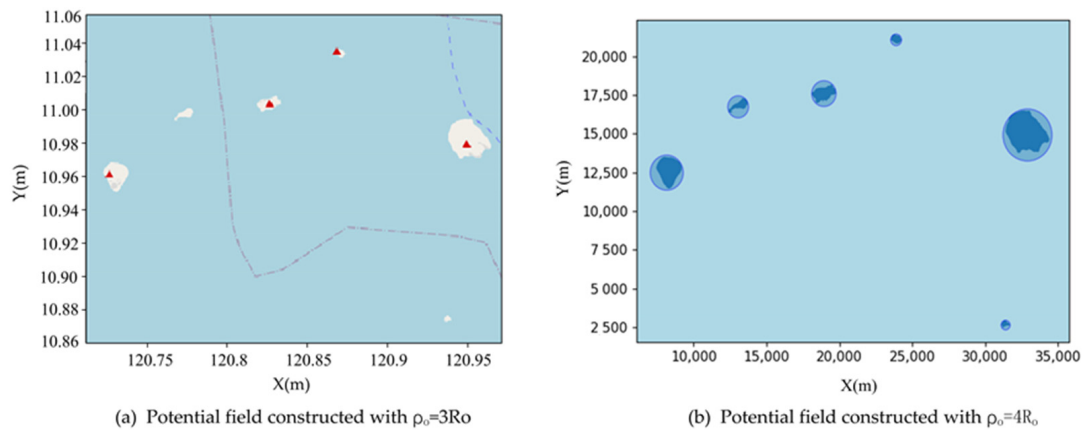 11.06
11.04
11.02
11.00
10.98
10.96
10.94
10.92
10.90
10.88
10.86
Y(m)
120.75 120.8 120.85 120.9 120.95
X(m)
(a) Potential field constructed with ρₒ=3Ro
20,000
17,500
15,000
12,500
10,000
7 500
5 000
2 500
Y(m)
10,000 15,000 20,000 25,000 30,000 35,000
X(m)
(b) Potential field constructed with ρₒ=4Rₒ